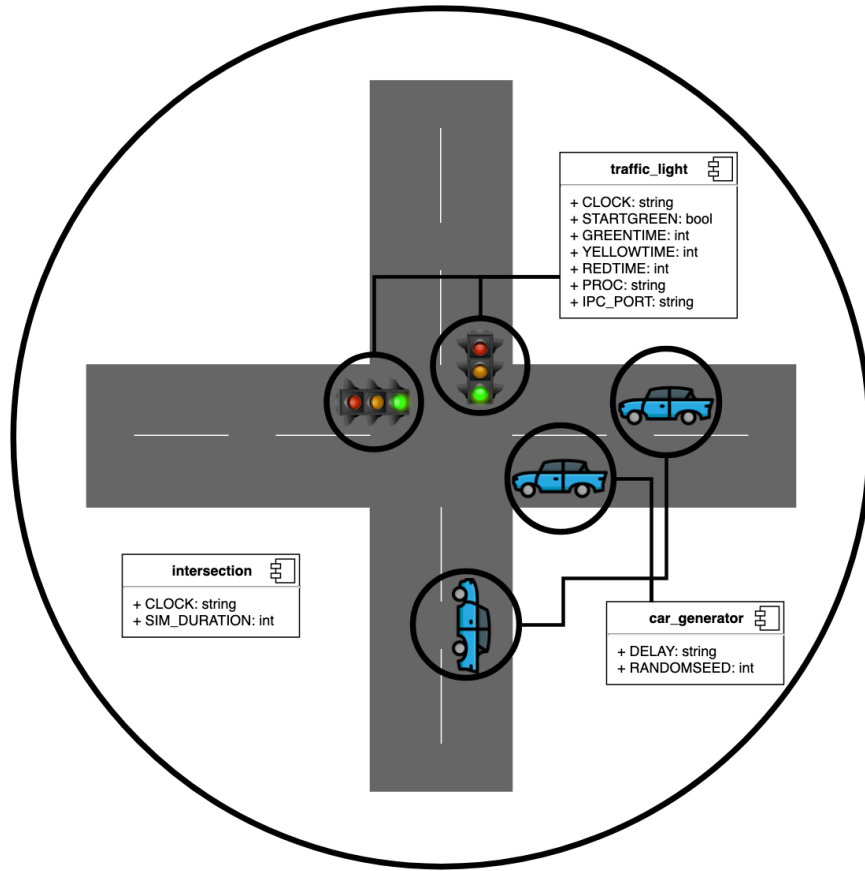 traffic_light
+ CLOCK: string
+ STARTGREEN: bool
+ GREENTIME: int
+ YELLOWTIME: int
+ REDTIME: int
+ PROC: string
+ IPC_PORT: string
intersection
+ CLOCK: string
+ SIM_DURATION: int
car_generator
+ DELAY: string
+ RANDOMSEED: int